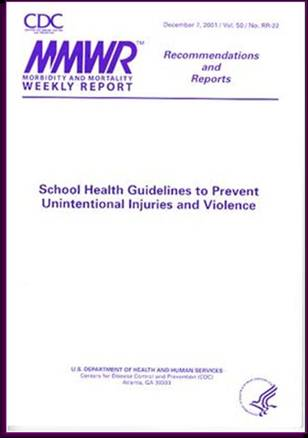 CDC
December 7, 2001 / Vol. 50 / No. RR-22
MMWR™
MORBIDITY AND MORTALITY
WEEKLY REPORT
Recommendations
and
Reports
School Health Guidelines to Prevent
Unintentional Injuries and Violence
U.S. DEPARTMENT OF HEALTH AND HUMAN SERVICES
Centers for Disease Control and Prevention (CDC)
Atlanta, GA 30333